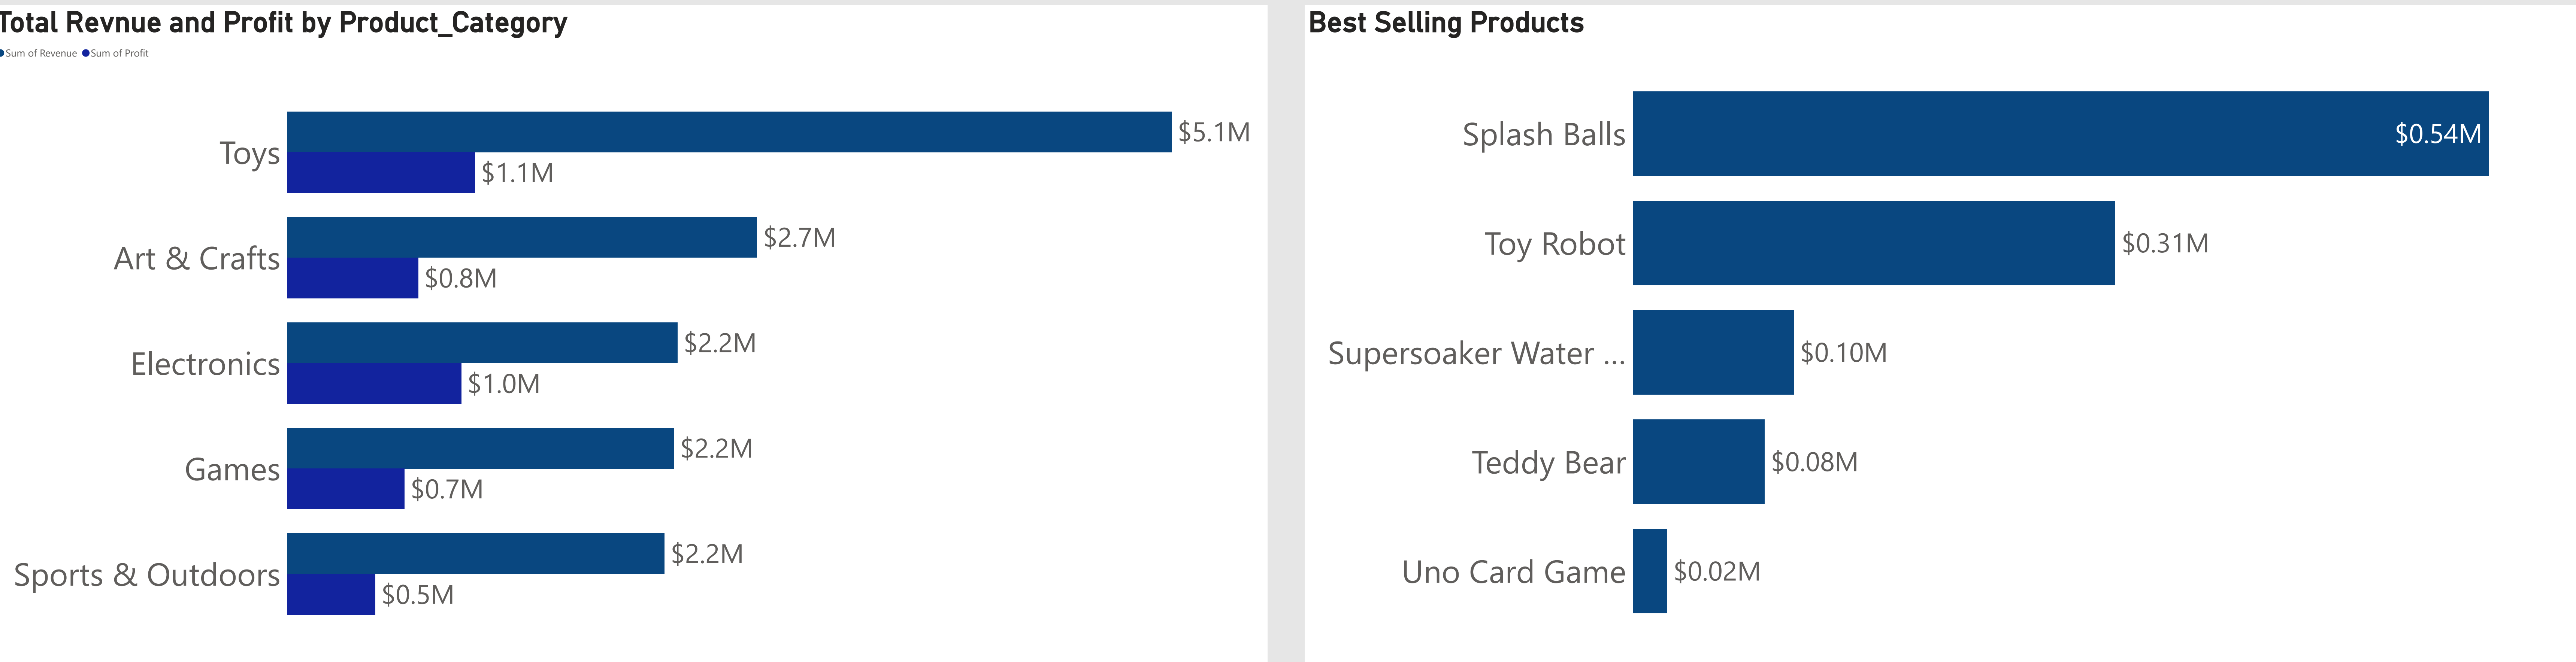 Total Revnue and Profit by Product_Category
Sum of Revenue Sum of Profit
Toys
$5.1M
$1.1M
Art & Crafts
$2.7M
$0.8M
Electronics
$2.2M
$1.0M
Games
$2.2M
$0.7M
Sports & Outdoors
$2.2M
$0.5M
Best Selling Products
Splash Balls
$0.54M
Toy Robot
$0.31M
Supersoaker Water ...
$0.10M
Teddy Bear
$0.08M
Uno Card Game
$0.02M